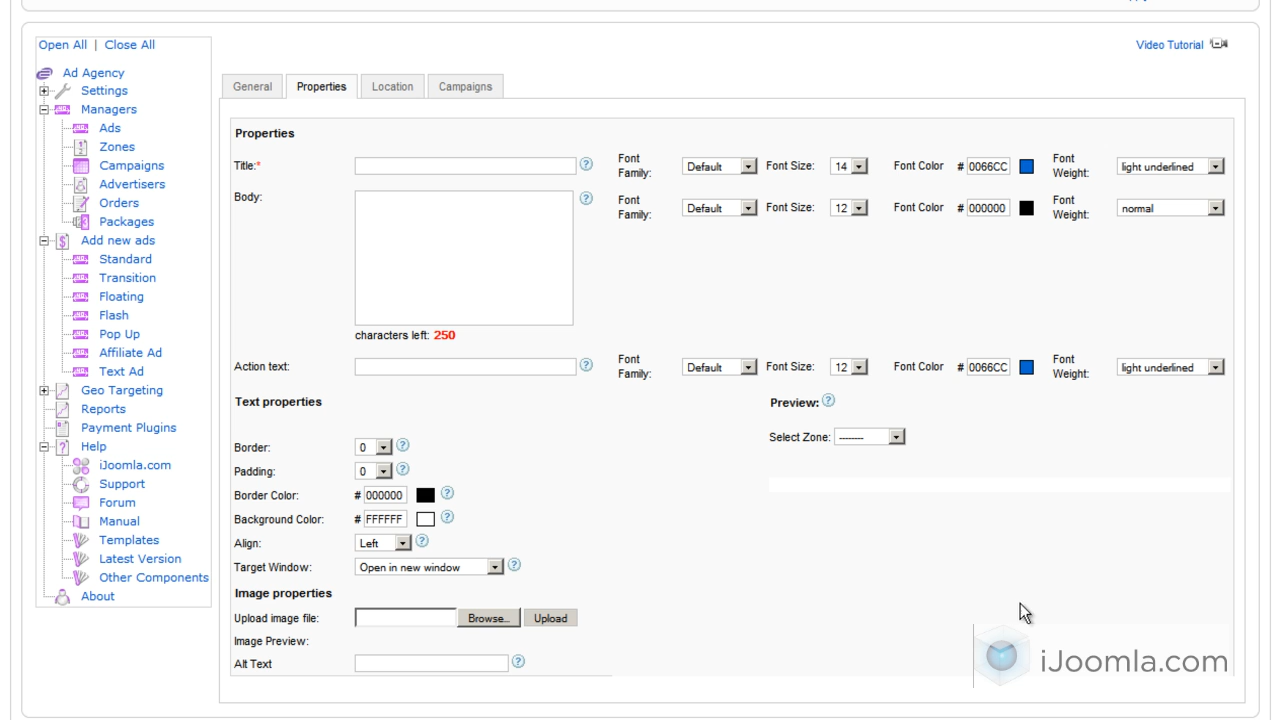 Open All | Close All
Video Tutorial
Ad Agency
Settings
Managers
Ads
Zones
Campaigns
Advertisers
Orders
Packages
Add new ads
Standard
Transition
Floating
Flash
Pop Up
Affiliate Ad
Text Ad
Geo Targeting
Reports
Payment Plugins
Help
iJoomla.com
Support
Forum
Manual
Templates
Latest Version
Other Components
About
General Properties Location Campaigns
Properties
Title:* Font Family: Default Font Size: 14 Font Color # 0066CC Font Weight: light underlined
Body: Font Family: Default Font Size: 12 Font Color # 000000 Font Weight: normal
characters left: 250
Action text: Font Family: Default Font Size: 12 Font Color # 0066CC Font Weight: light underlined
Text properties
Preview:
Select Zone: --------
Border: 0
Padding: 0
Border Color: # 000000
Background Color: # FFFFFF
Align: Left
Target Window: Open in new window
Image properties
Upload image file: Browse... Upload
Image Preview:
Alt Text
iJoomla.com